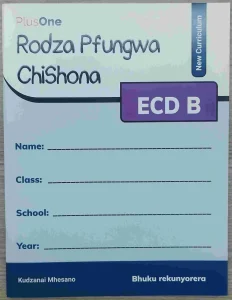 PlusOne
Rodza Pfungwa
ChiShona
New Curriculum
ECD B
Name:
Class:
School:
Year:
Kudzanai Mhesano
Bhuku rekunyorera